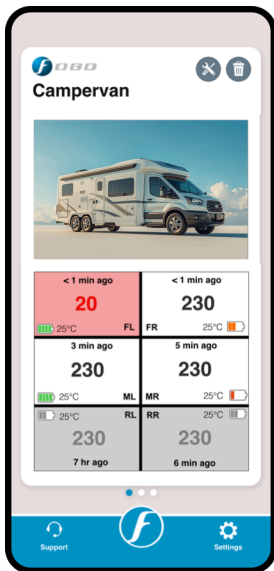 FOBO
Campervan
< 1 min ago
20
25°C FL
< 1 min ago
230
FR 25°C
3 min ago
230
25°C ML
5 min ago
230
MR 25°C
25°C RL
230
7 hr ago
RR 25°C
230
6 min ago
Support
Settings